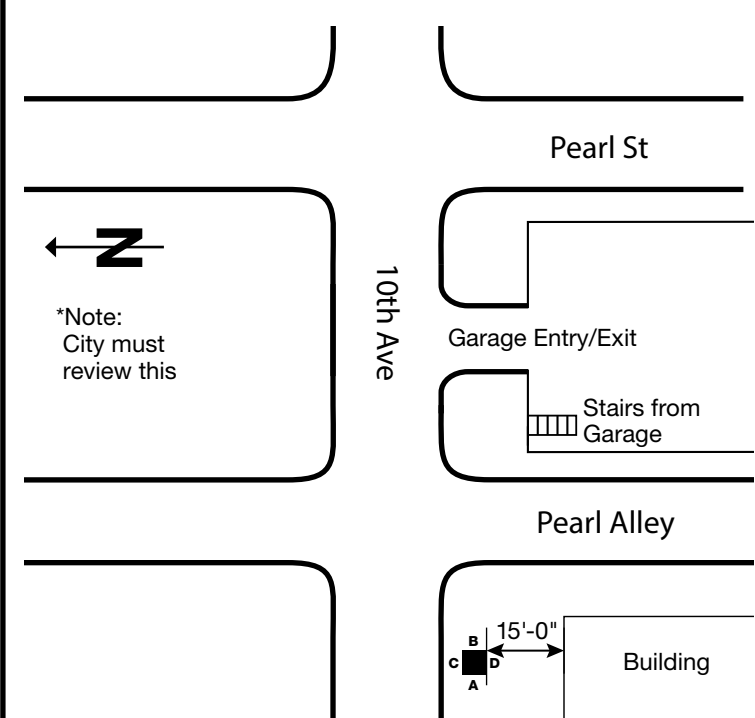 Pearl St
N
*Note:
City must
review this
10th Ave
Garage Entry/Exit
Stairs from
Garage
Pearl Alley
15'-0"
B
C
D
A
Building